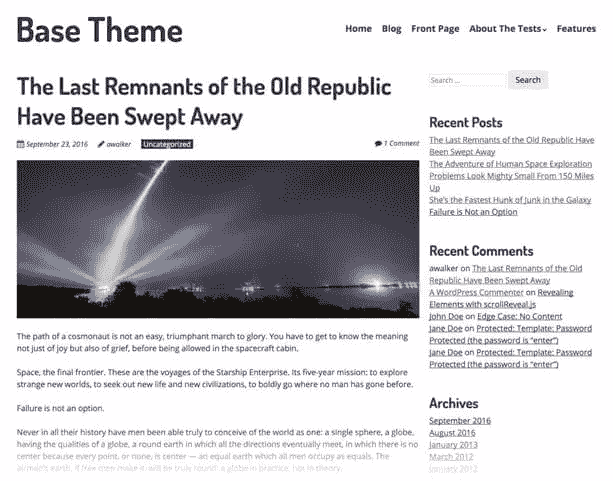 Base Theme
Home Blog Front Page About The Tests Features
The Last Remnants of the Old Republic
Have Been Swept Away
September 23, 2016 awalker Uncategorized 1 Comment
The path of a cosmonaut is not an easy, triumphant march to glory. You have to get to know the meaning
not just of joy but also of grief, before being allowed in the spacecraft cabin.
Space, the final frontier. These are the voyages of the Starship Enterprise. Its five-year mission: to explore
strange new worlds, to seek out new life and new civilizations, to boldly go where no man has gone before.
Failure is not an option.
Never in all their history have men been able truly to conceive of the world as one: a single sphere, a globe,
having the qualities of a globe, a round earth in which all the directions eventually meet, in which there is no
center because every point, or none, is center — an equal earth which all men occupy as equals. The
airman's earth, if free men make it, will be truly round: a globe in practice, not in theory.
Search ... Search
Recent Posts
The Last Remnants of the Old Republic Have
Been Swept Away
The Adventure of Human Space Exploration
Problems Look Mighty Small From 150 Miles
Up
She's the Fastest Hunk of Junk in the Galaxy
Failure is Not an Option
Recent Comments
awalker on The Last Remnants of the Old
Republic Have Been Swept Away
A WordPress Commenter on Revealing
Elements with scrollReveal.js
John Doe on Edge Case: No Content
Jane Doe on Protected: Template: Password
Protected (the password is "enter")
Jane Doe on Protected: Template: Password
Protected (the password is "enter")
Archives
September 2016
August 2016
January 2013
March 2012
January 2012